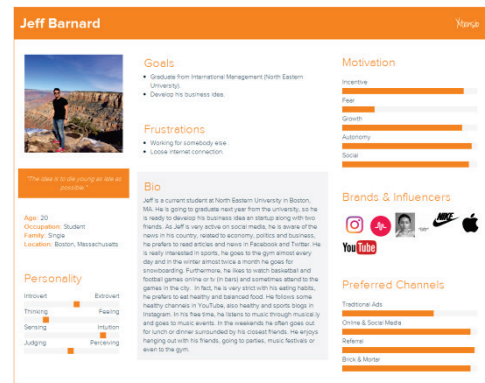 Jeff Barnard
Xtensio
Goals
• Graduate from International Management (North Eastern
University).
• Develop his business idea.
Frustrations
• Working for somebody else.
• Loose internet connection.
Motivation
Incentive
Fear
Growth
Autonomy
Social
"The idea is to die young as late as
possible."
Age: 20
Occupation: Student
Family: Single
Location: Boston, Massachusetts
Personality
Introvert Extrovert
Thinking Feeling
Sensing Intuition
Judging Perceiving
Bio
Jeff is a current student at North Eastern University in Boston,
MA. He is going to graduate next year from the university, so he
is ready to develop his business idea an startup along with two
friends. As Jeff is very active on social media, he is aware of the
news in his country, related to economy, politics and business,
he prefers to read articles and news in Facebook and Twitter. He
is really interested in sports, he goes to the gym almost every
day and in the winter almost twice a month he goes for
snowboarding. Furthermore, he likes to watch basketball and
football games online or tv (in bars) and sometimes attend to the
games in the city. In fact, he is very strict with his eating habits,
he prefers to eat healthy and balanced food. He follows some
healthy channels in YouTube, also healthy and sports blogs in
Instagram. In his free time, he listens to music through musical.ly
and goes to music events. In the weekends he often goes out
for lunch or dinner surrounded by his closest friends. He enjoys
hanging out with his friends, going to parties, music festivals or
even to the gym.
Brands & Influencers
NIKE
YouTube
Preferred Channels
Traditional Ads
Online & Social Media
Referral
Brick & Mortar